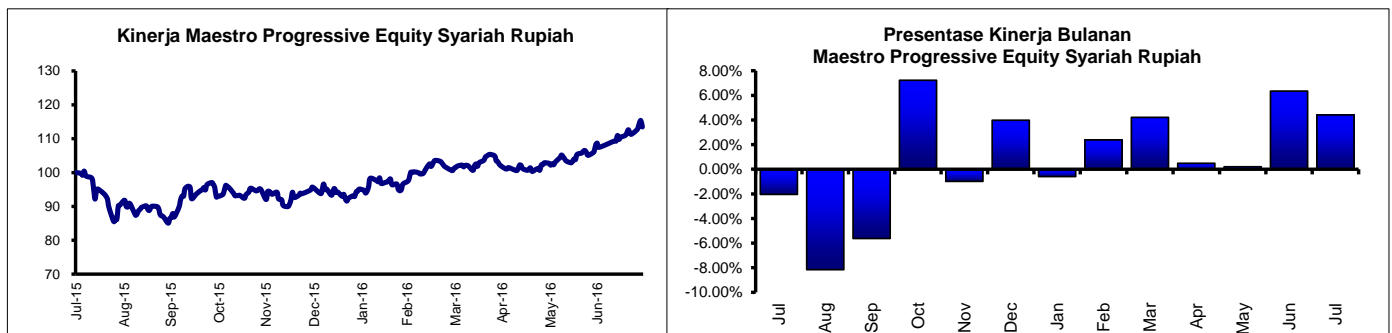 Kinerja Maestro Progressive Equity Syariah Rupiah
130
120
110
100
90
80
70
Jul-15
Aug-15
Sep-15
Oct-15
Nov-15
Dec-15
Jan-16
Feb-16
Mar-16
Apr-16
May-16
Jun-16
Presentase Kinerja Bulanan
Maestro Progressive Equity Syariah Rupiah
8.00%
6.00%
4.00%
2.00%
0.00%
-2.00%
-4.00%
-6.00%
-8.00%
-10.00%
Jul
Aug
Sep
Oct
Nov
Dec
Jan
Feb
Mar
Apr
May
Jun
Jul